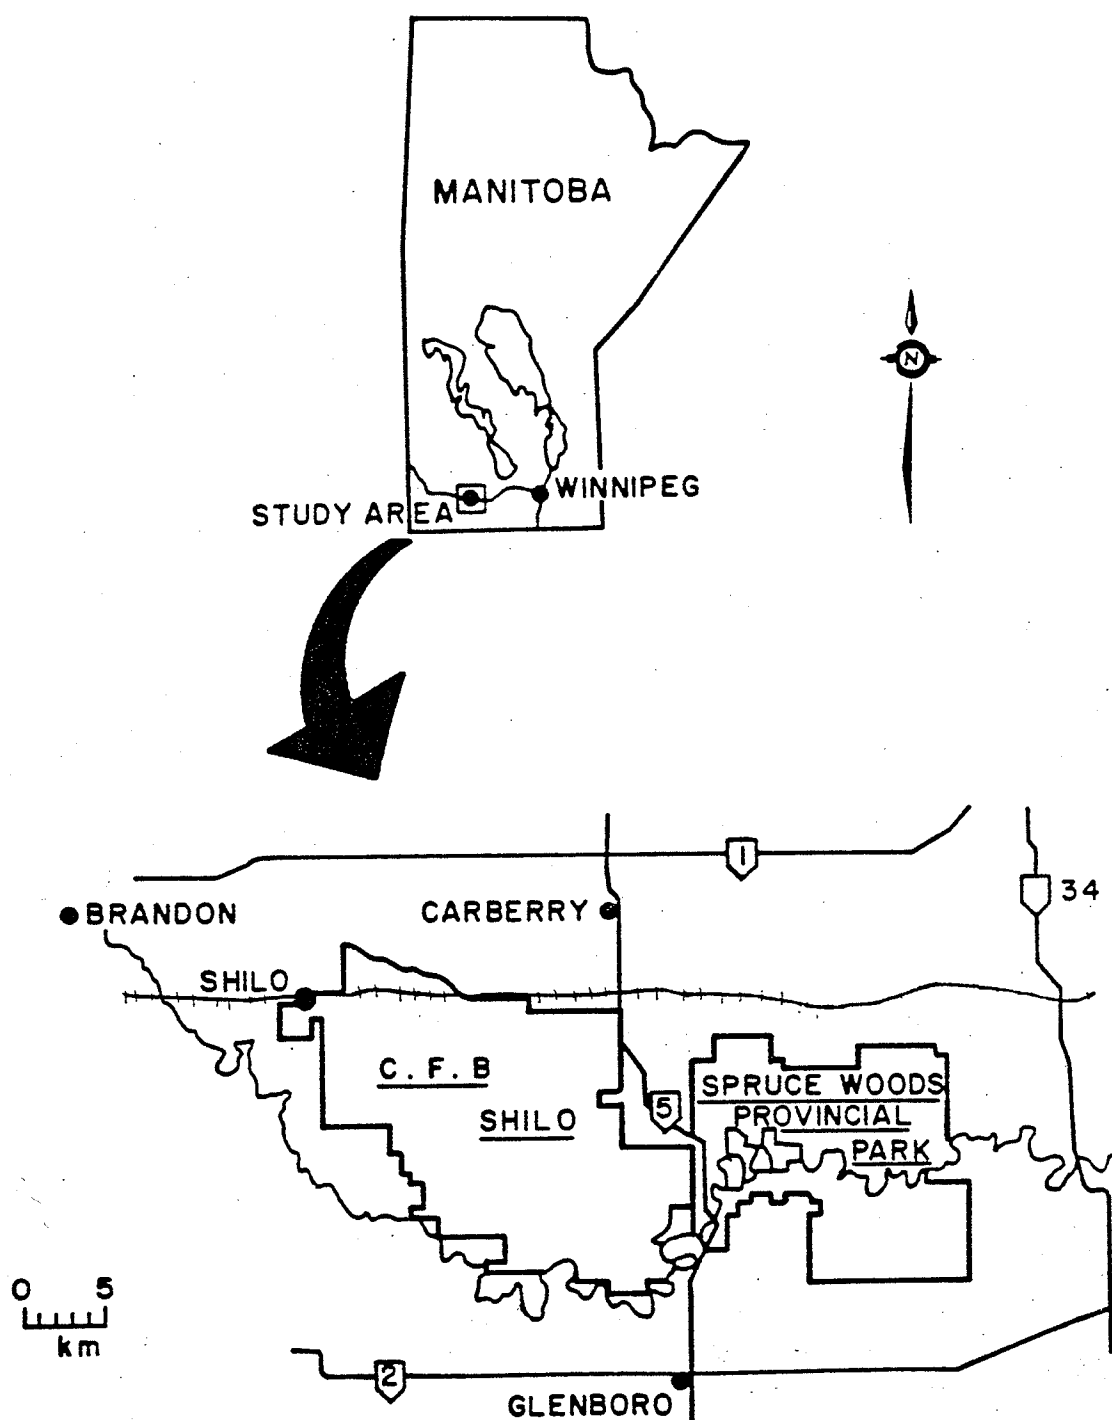 MANITOBA
N
WINNIPEG
STUDY AREA
1
34
BRANDON
CARBERRY
SHILO
C.F.B
SHILO
5
SPRUCE WOODS
PROVINCIAL
PARK
0 5
km
2
GLENBORO